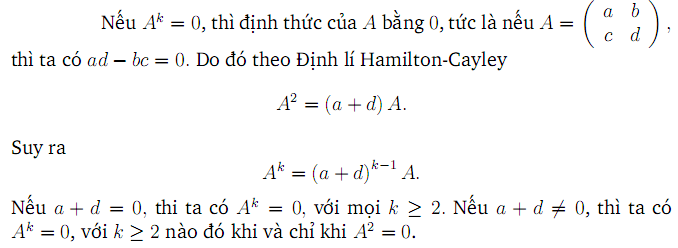 Nếu $A^k = 0$, thì định thức của $A$ bằng $0$, tức là nếu $A = \begin{pmatrix} a & b \\ c & d \end{pmatrix}$,
thì ta có $ad - bc = 0$. Do đó theo Định lí Hamilton-Cayley
$A^2 = (a + d) A.$
Suy ra
$A^k = (a + d)^{k-1} A.$
Nếu $a + d = 0$, thi ta có $A^k = 0$, với mọi $k \geq 2$. Nếu $a + d \neq 0$, thì ta có
$A^k = 0$, với $k \geq 2$ nào đó khi và chỉ khi $A^2 = 0$.